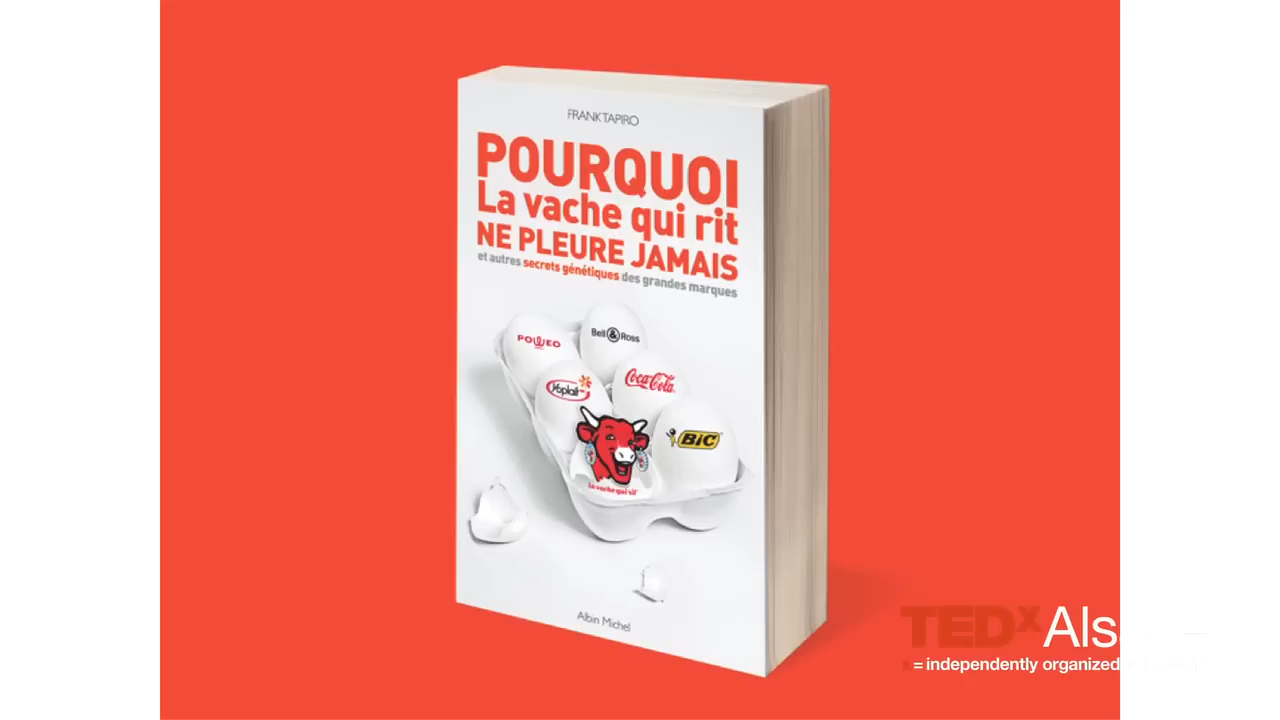 FRANK TAPIRO
POURQUOI
La vache qui rit
NE PLEURE JAMAIS
et autres secrets génétiques des grandes marques
POWEO
Bell & Ross
Yoplait
Coca-Cola
BiC
La vache qui rit
Albin Michel
TEDx Als
x = independently organized